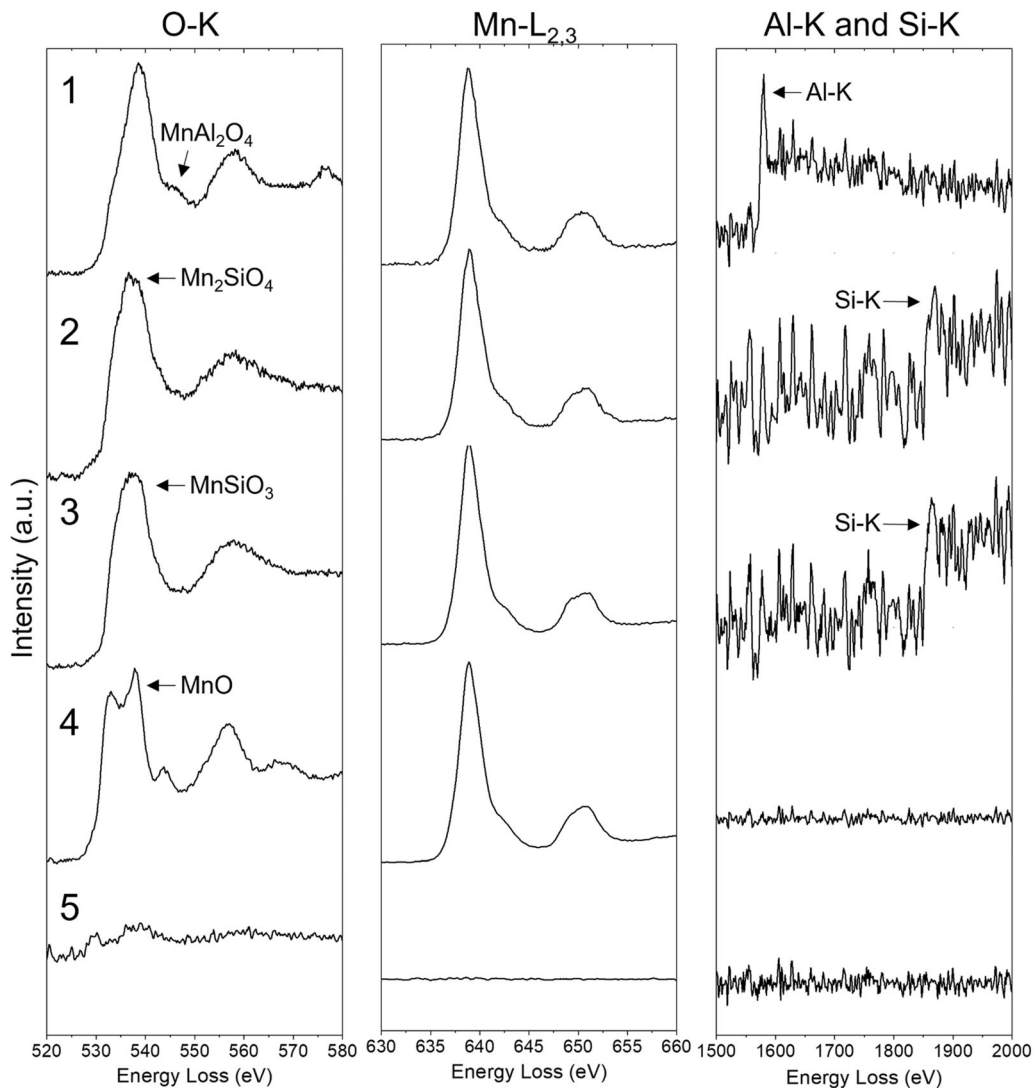 O-K
Mn-L2,3
Al-K and Si-K
1
MnAl2O4
Al-K
2
Mn2SiO4
Si-K
3
MnSiO3
Si-K
4
MnO
5
Intensity (a.u.)
520 530 540 550 560 570 580
630 635 640 645 650 655 660
1500 1600 1700 1800 1900 2000
Energy Loss (eV)
Energy Loss (eV)
Energy Loss (eV)